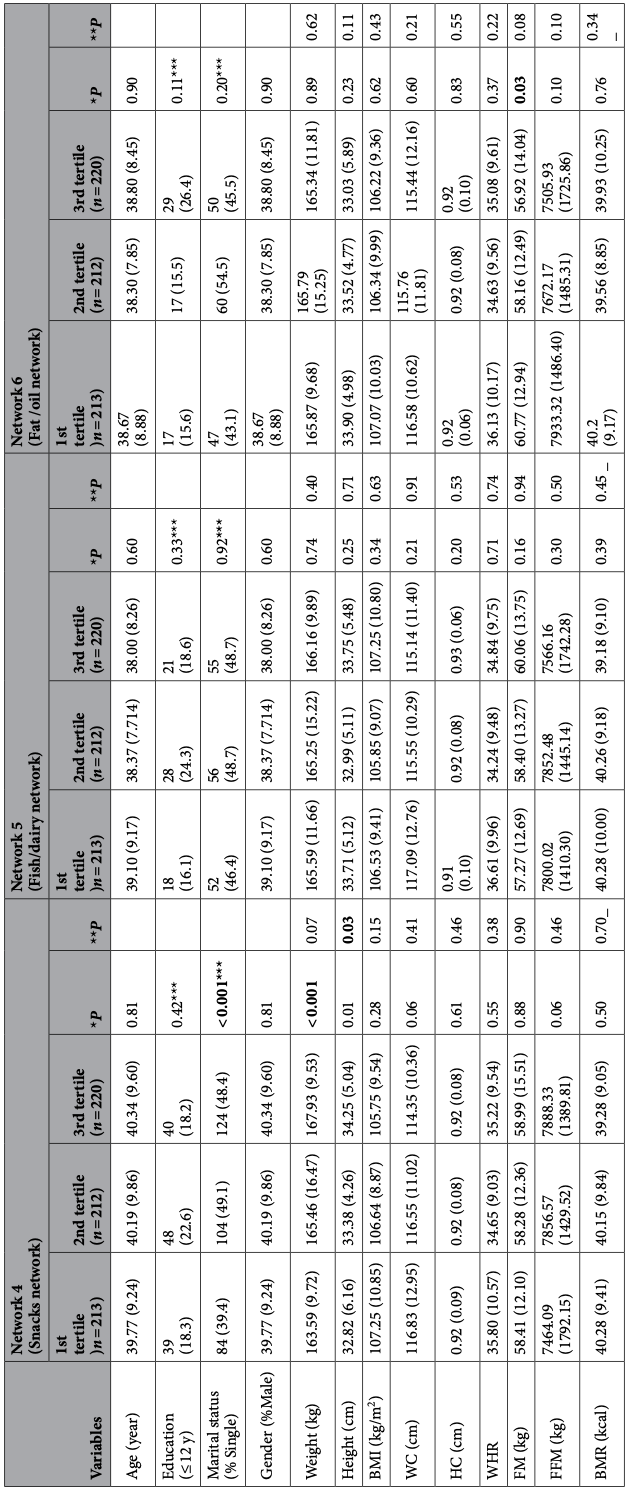 Network 4 Network 5 Network 6
(Snacks network) (Fish/dairy network) (Fat /oil network)
1st 1st 1st
tertile 2nd tertile 3rd tertile tertile 2nd tertile 3rd tertile tertile 2nd tertile 3rd tertile
Variables )n=213) (n=212) (n=220) *P **P )n=213) (n=212) (n=220) *P **P )n=213) (n=212) (n=220) *P **P
Age (year) 39.77 (9.24) 40.19 (9.86) 40.34 (9.60) 0.81 39.10 (9.17) 38.37 (7.714) 38.00 (8.26) 0.60 38.67 38.30 (7.85) 38.80 (8.45) 0.90
(8.88)
Education 39 48 40 0.42*** 18 28 21 0.33*** 17 17 (15.5) 29 0.11***
(≤12 y) (18.3) (22.6) (18.2) (16.1) (24.3) (18.6) (15.6) (26.4)
Marital status 84 (39.4) 104 (49.1) 124 (48.4) <0.001*** 52 56 55 0.92*** 47 60 (54.5) 50 0.20***
(% Single) (46.4) (48.7) (48.7) (43.1) (45.5)
Gender (%Male) 39.77 (9.24) 40.19 (9.86) 40.34 (9.60) 0.81 39.10 (9.17) 38.37 (7.714) 38.00 (8.26) 0.60 38.67 38.30 (7.85) 38.80 (8.45) 0.90
(8.88)
Weight (kg) 163.59 (9.72) 165.46 (16.47) 167.93 (9.53) <0.001 0.07 165.59 (11.66) 165.25 (15.22) 166.16 (9.89) 0.74 0.40 165.87 (9.68) 165.79 165.34 (11.81) 0.89 0.62
(15.25)
Height (cm) 32.82 (6.16) 33.38 (4.26) 34.25 (5.04) 0.01 0.03 33.71 (5.12) 32.99 (5.11) 33.75 (5.48) 0.25 0.71 33.90 (4.98) 33.52 (4.77) 33.03 (5.89) 0.23 0.11
BMI (kg/m²) 107.25 (10.85) 106.64 (8.87) 105.75 (9.54) 0.28 0.15 106.53 (9.41) 105.85 (9.07) 107.25 (10.80) 0.34 0.63 107.07 (10.03) 106.34 (9.99) 106.22 (9.36) 0.62 0.43
WC (cm) 116.83 (12.95) 116.55 (11.02) 114.35 (10.36) 0.06 0.41 117.09 (12.76) 115.55 (10.29) 115.14 (11.40) 0.21 0.91 116.58 (10.62) 115.76 115.44 (12.16) 0.60 0.21
(11.81)
HC (cm) 0.92 (0.09) 0.92 (0.08) 0.92 (0.08) 0.61 0.46 0.91 0.92 (0.08) 0.93 (0.06) 0.20 0.53 0.92 0.92 (0.08) 0.92 0.83 0.55
(0.10) (0.06) (0.10)
WHR 35.80 (10.57) 34.65 (9.03) 35.22 (9.54) 0.55 0.38 36.61 (9.96) 34.24 (9.48) 34.84 (9.75) 0.71 0.74 36.13 (10.17) 34.63 (9.56) 35.08 (9.61) 0.37 0.22
FM (kg) 58.41 (12.10) 58.28 (12.36) 58.99 (15.51) 0.88 0.90 57.27 (12.69) 58.40 (13.27) 60.06 (13.75) 0.16 0.94 60.77 (12.94) 58.16 (12.49) 56.92 (14.04) 0.03 0.08
FFM (kg) 7464.09 7856.57 7888.33 0.06 0.46 7800.02 7852.48 7566.16 0.30 0.50 7933.32 (1486.40) 7672.17 7505.93 0.10 0.10
(1792.15) (1429.52) (1389.81) (1410.30) (1445.14) (1742.28) (1485.31) (1725.86)
BMR (kcal) 40.28 (9.41) 40.15 (9.84) 39.28 (9.05) 0.50 0.70_ 40.28 (10.00) 40.26 (9.18) 39.18 (9.10) 0.39 0.45 _ 40.2 39.56 (8.85) 39.93 (10.25) 0.76 0.34
(9.17) _